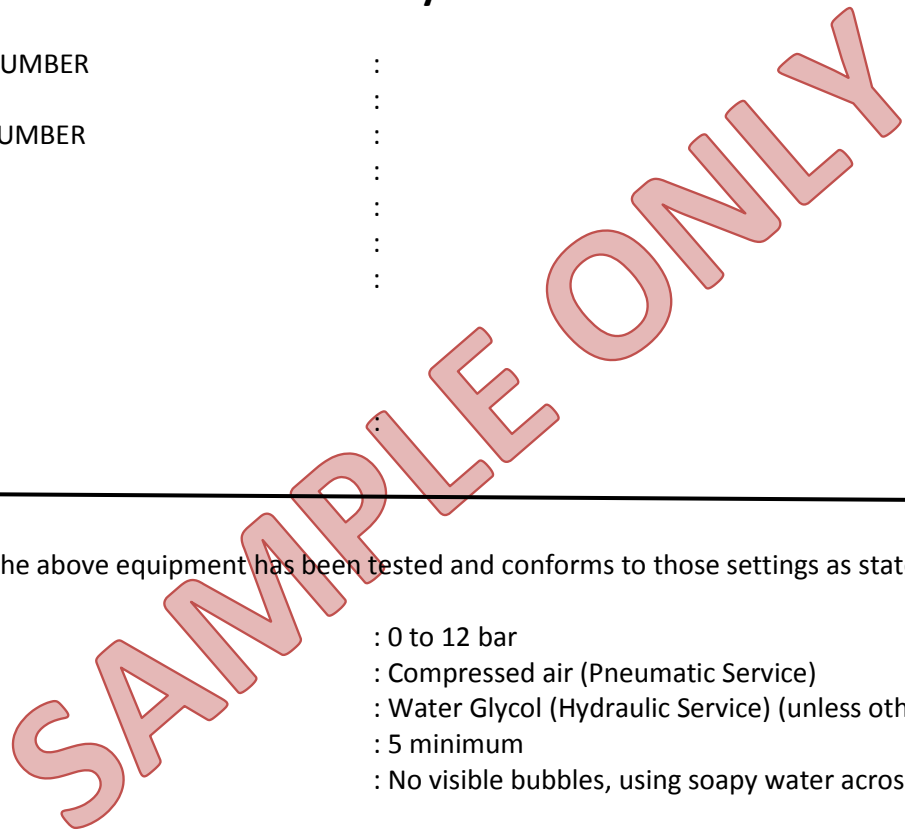 UMBER :
:
UMBER :
:
:
:
:
:
SAMPLE ONLY
he above equipment has been tested and conforms to those settings as stat
: 0 to 12 bar
: Compressed air (Pneumatic Service)
: Water Glycol (Hydraulic Service) (unless oth
: 5 minimum
: No visible bubbles, using soapy water acros